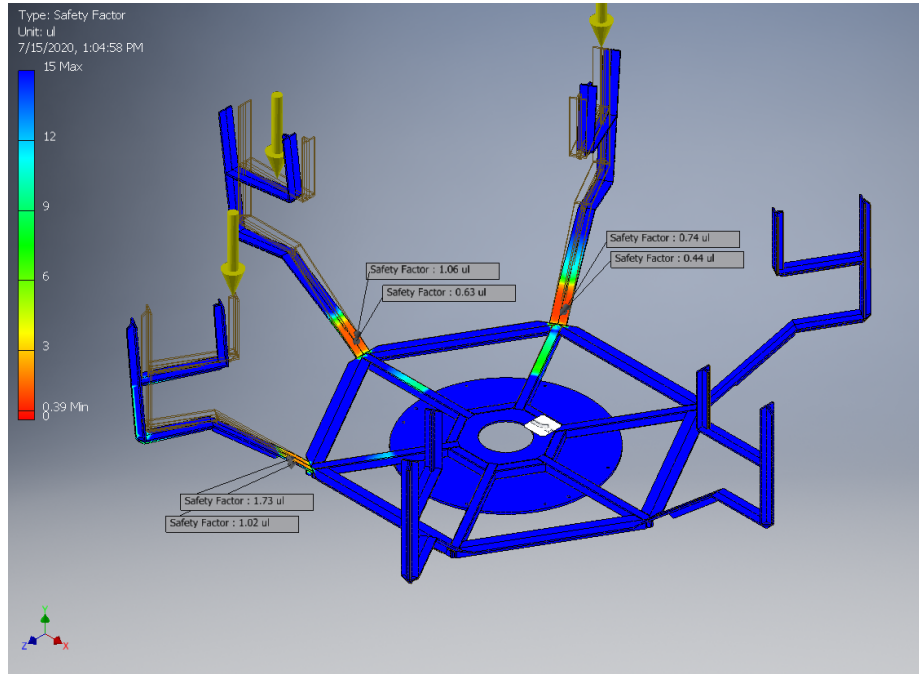 Type: Safety Factor
Unit: ul
7/15/2020, 1:04:58 PM
15 Max
12
9
6
3
0.39 Min
0
Safety Factor : 0.74 ul
Safety Factor : 0.44 ul
Safety Factor : 1.06 ul
Safety Factor : 0.63 ul
Safety Factor : 1.73 ul
Safety Factor : 1.02 ul
Y
Z
X